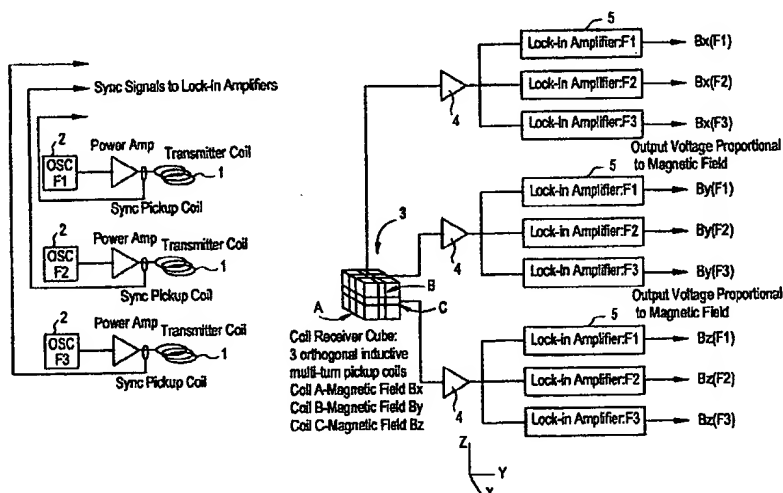 Sync Signals to Lock-in Amplifiers
2
OSC
F1
Power Amp
Transmitter Coil
1
Sync Pickup Coil
2
OSC
F2
Power Amp
Transmitter Coil
1
Sync Pickup Coil
2
OSC
F3
Power Amp
Transmitter Coil
1
Sync Pickup Coil
3
A
B
C
Coil Receiver Cube:
3 orthogonal inductive
multi-turn pickup coils
Coil A-Magnetic Field Bx
Coil B-Magnetic Field By
Coil C-Magnetic Field Bz
4
5
Lock-in Amplifier:F1
Bx(F1)
Lock-in Amplifier:F2
Bx(F2)
Lock-in Amplifier:F3
Bx(F3)
Output Voltage Proportional
to Magnetic Field
4
5
Lock-in Amplifier:F1
By(F1)
Lock-in Amplifier:F2
By(F2)
Lock-in Amplifier:F3
By(F3)
Output Voltage Proportional
to Magnetic Field
4
5
Lock-in Amplifier:F1
Bz(F1)
Lock-in Amplifier:F2
Bz(F2)
Lock-in Amplifier:F3
Bz(F3)
Z
Y
X